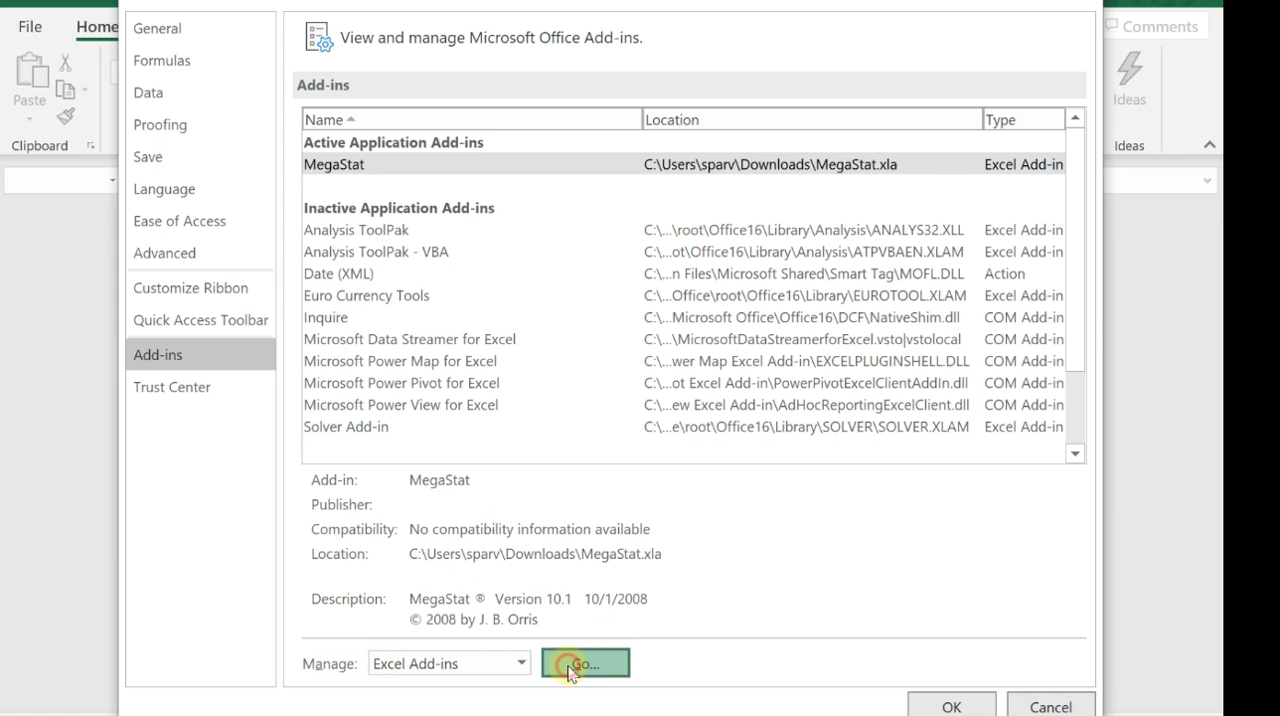 File
Home
Paste
Clipboard
General
Formulas
Data
Proofing
Save
Language
Ease of Access
Advanced
Customize Ribbon
Quick Access Toolbar
Add-ins
Trust Center
View and manage Microsoft Office Add-ins.
Add-ins
Name Location Type
Active Application Add-ins
MegaStat C:\Users\sparv\Downloads\MegaStat.xla Excel Add-in
Inactive Application Add-ins
Analysis ToolPak C:\...\root\Office16\Library\Analysis\ANALYS32.XLL Excel Add-in
Analysis ToolPak - VBA C:\...ot\Office16\Library\Analysis\ATPVBAEN.XLAM Excel Add-in
Date (XML) C:\...n Files\Microsoft Shared\Smart Tag\MOFL.DLL Action
Euro Currency Tools C:\...Office\root\Office16\Library\EUROTOOL.XLAM Excel Add-in
Inquire C:\...Microsoft Office\Office16\DCF\NativeShim.dll COM Add-in
Microsoft Data Streamer for Excel C:\...\MicrosoftDataStreamerforExcel.vsto|vstolocal COM Add-in
Microsoft Power Map for Excel C:\...wer Map Excel Add-in\EXCELPLUGINSHELL.DLL COM Add-in
Microsoft Power Pivot for Excel C:\...ot Excel Add-in\PowerPivotExcelClientAddIn.dll COM Add-in
Microsoft Power View for Excel C:\...ew Excel Add-in\AdHocReportingExcelClient.dll COM Add-in
Solver Add-in C:\...e\root\Office16\Library\SOLVER\SOLVER.XLAM Excel Add-in
Add-in: MegaStat
Publisher:
Compatibility: No compatibility information available
Location: C:\Users\sparv\Downloads\MegaStat.xla
Description: MegaStat ® Version 10.1 10/1/2008
© 2008 by J. B. Orris
Manage: Excel Add-ins Go...
OK Cancel
Comments
Ideas
Ideas